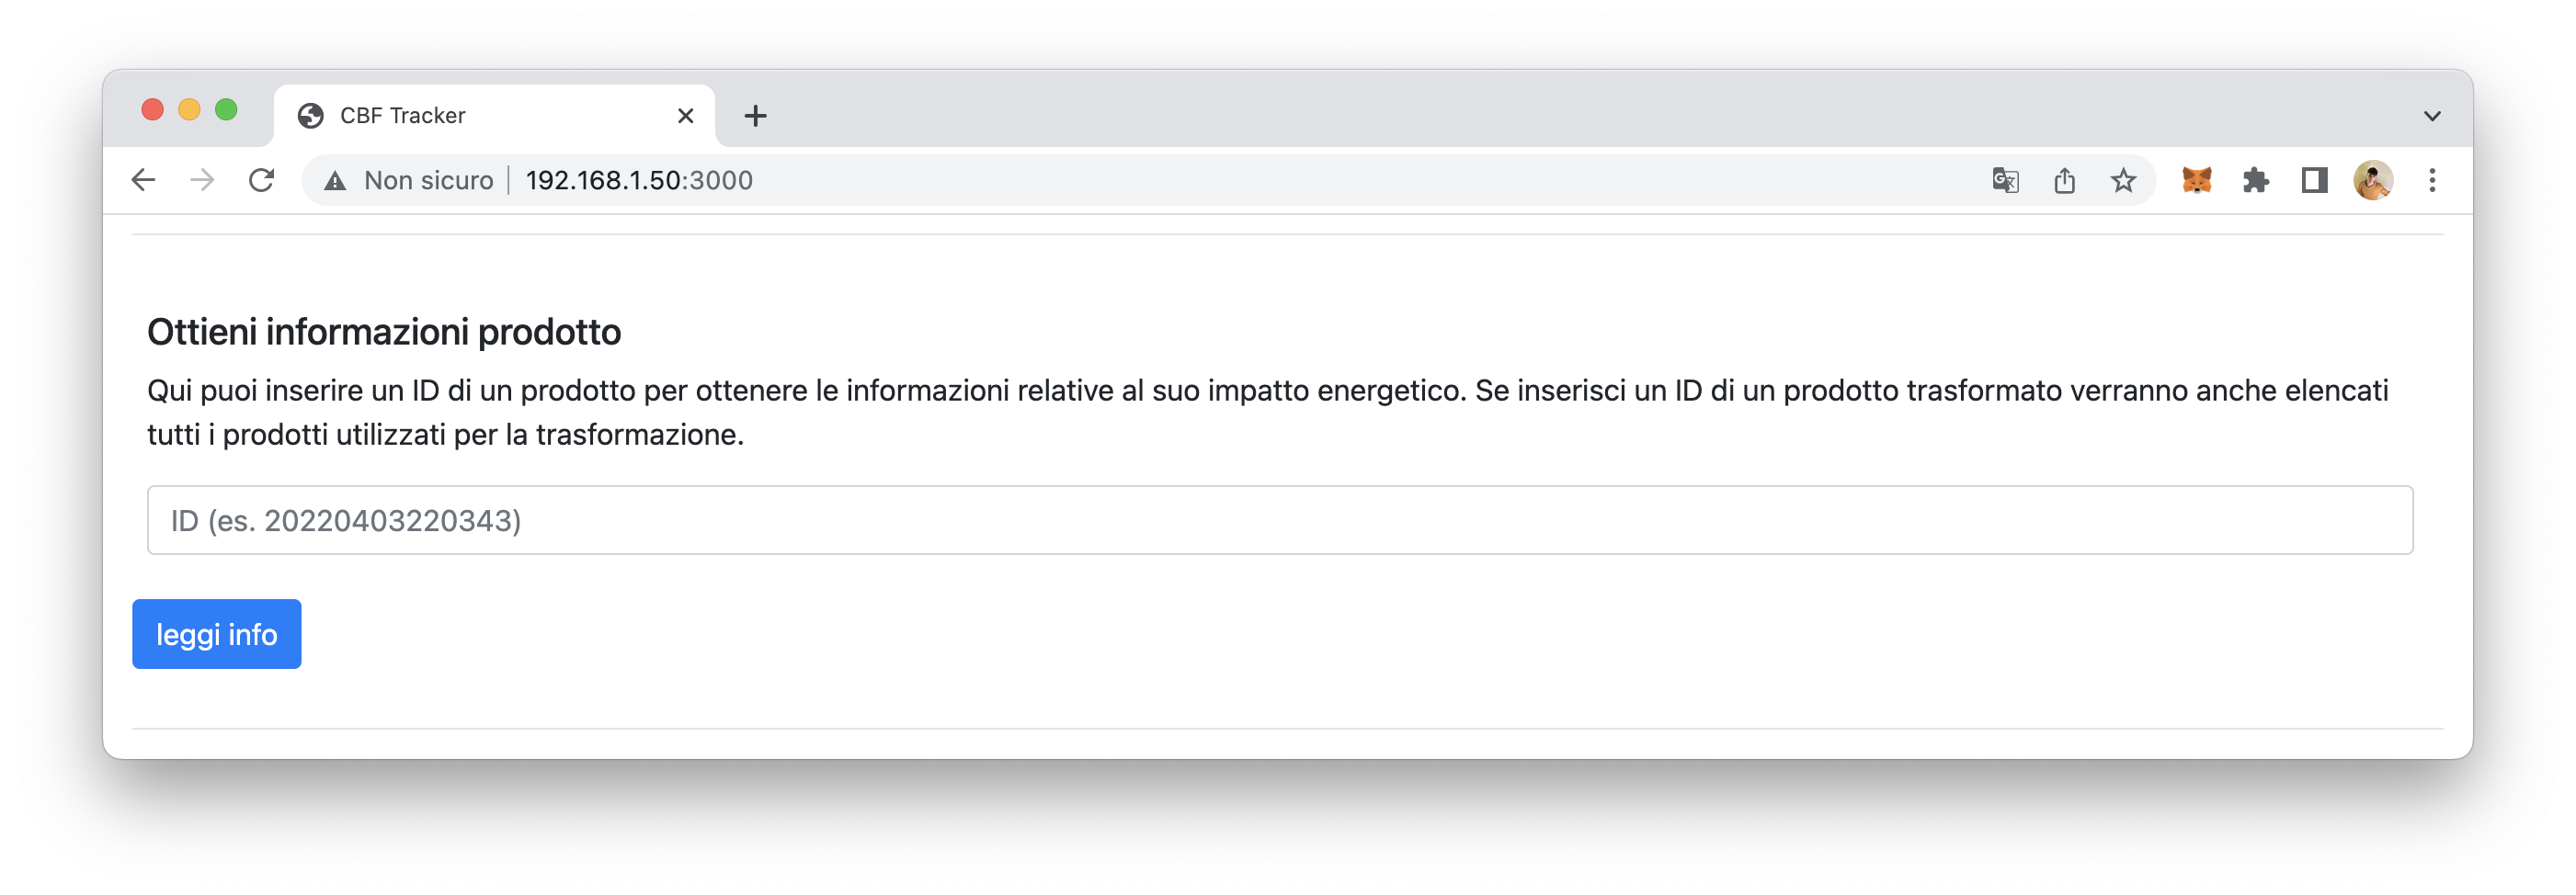 CBF Tracker
Non sicuro 192.168.1.50:3000
Ottieni informazioni prodotto
Qui puoi inserire un ID di un prodotto per ottenere le informazioni relative al suo impatto energetico. Se inserisci un ID di un prodotto trasformato verranno anche elencati
tutti i prodotti utilizzati per la trasformazione.
ID (es. 20220403220343)
leggi info